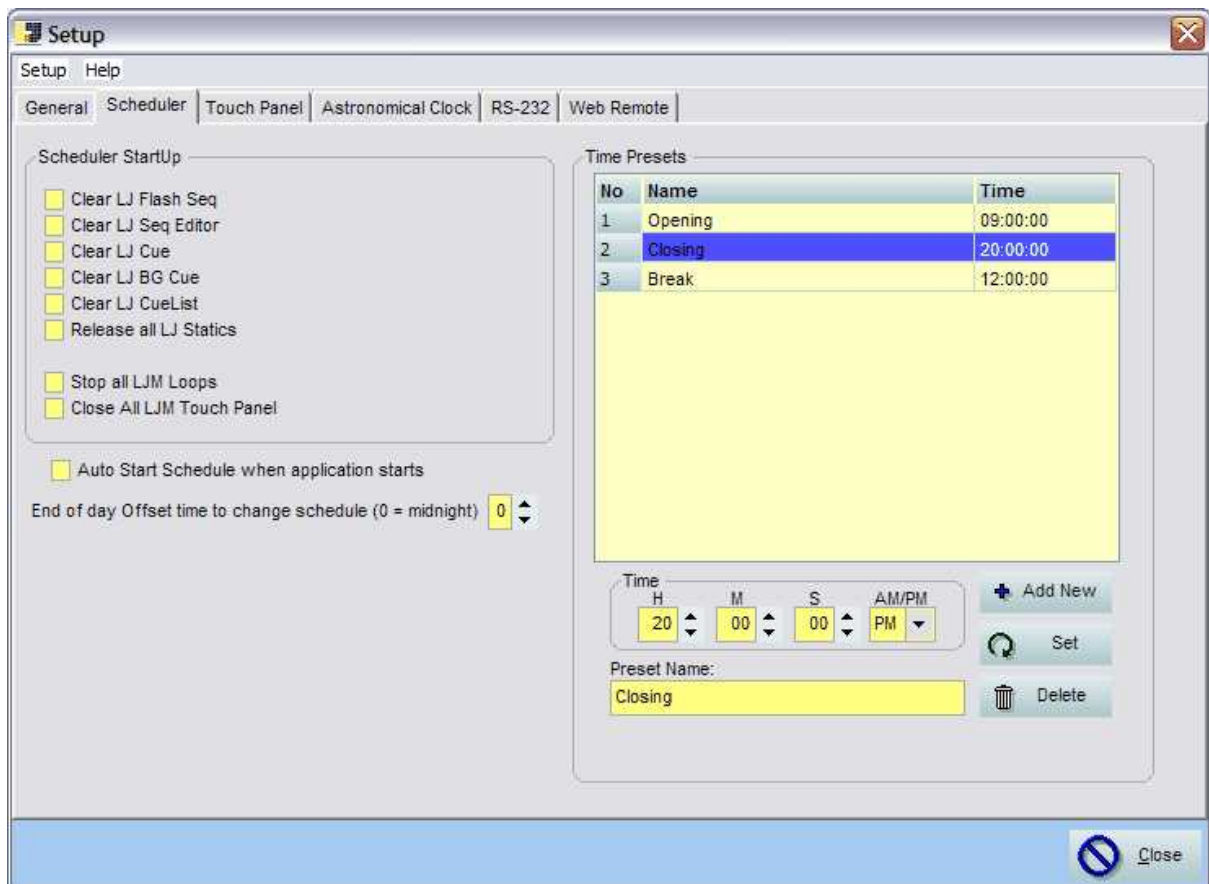 Setup
Setup Help
General Scheduler Touch Panel Astronomical Clock RS-232 Web Remote
Scheduler StartUp
Clear LJ Flash Seq
Clear LJ Seq Editor
Clear LJ Cue
Clear LJ BG Cue
Clear LJ CueList
Release all LJ Statics
Stop all LJM Loops
Close All LJM Touch Panel
Auto Start Schedule when application starts
End of day Offset time to change schedule (0 = midnight) 0
Time Presets
No Name Time
1 Opening 09:00:00
2 Closing 20:00:00
3 Break 12:00:00
Time
H M S AM/PM
20 00 00 PM
Preset Name:
Closing
Add New
Set
Delete
Close